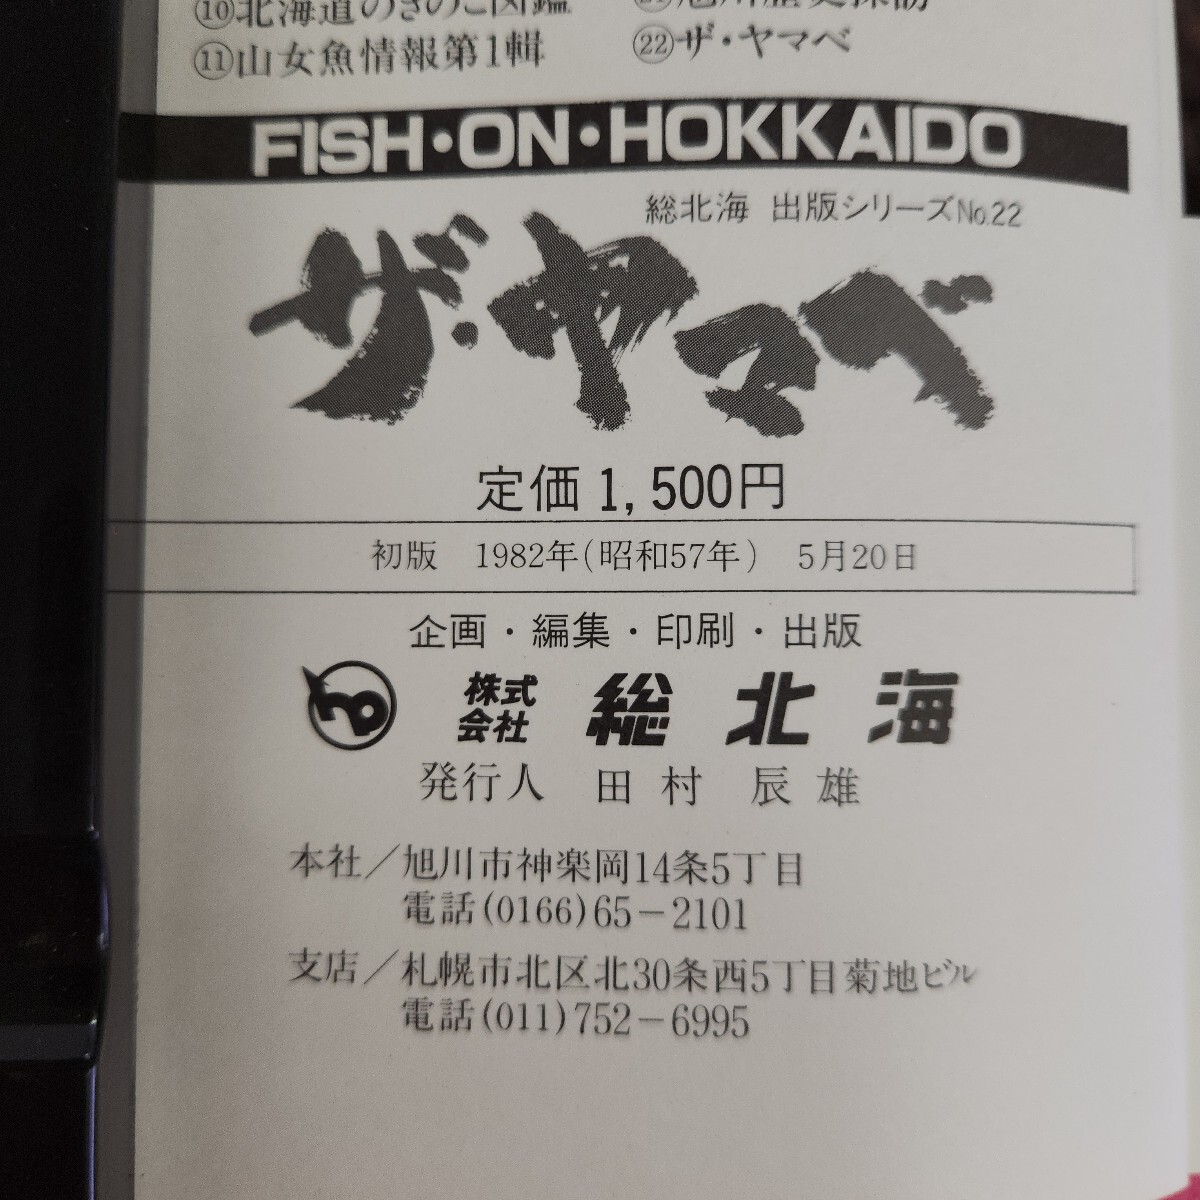 ⑩北海道のきのこ図鑑
⑪山女魚情報第1輯
㉒ザ・ヤマベ
FISH・ON・HOKKAIDO
総北海 出版シリーズNo.22
ザ・ヤマベ
定価 1,500円
初版 1982年(昭和57年) 5月20日
企画・編集・印刷・出版
株式会社 総北海
発行人 田村 辰雄
本社／旭川市神楽岡14条5丁目
電話(0166)65－2101
支店／札幌市北区北30条西5丁目菊地ビル
電話(011)752－6995